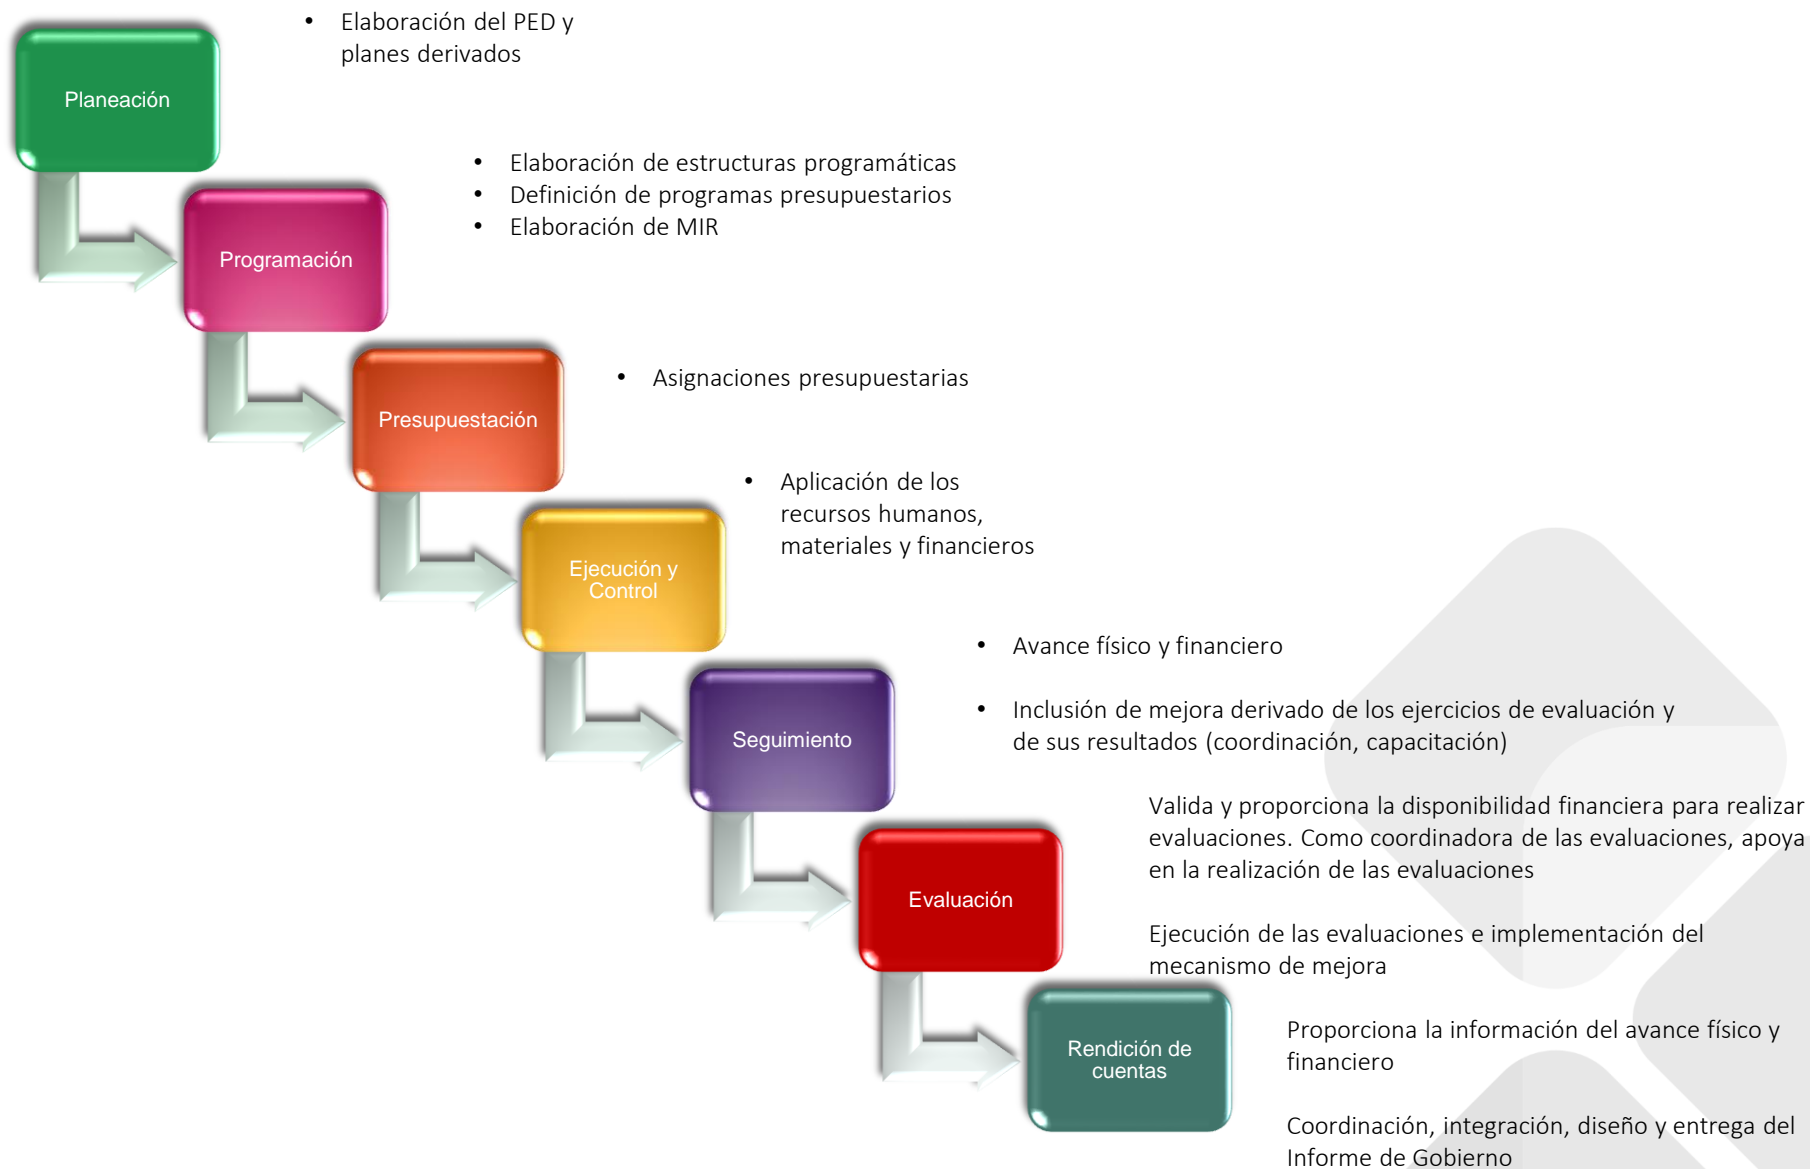 • Elaboración del PED y
planes derivados
Planeación
• Elaboración de estructuras programáticas
• Definición de programas presupuestarios
• Elaboración de MIR
Programación
• Asignaciones presupuestarias
Presupuestación
• Aplicación de los
recursos humanos,
materiales y financieros
Ejecución y
Control
• Avance físico y financiero
• Inclusión de mejora derivado de los ejercicios de evaluación y
de sus resultados (coordinación, capacitación)
Seguimiento
Valida y proporciona la disponibilidad financiera para realizar
evaluaciones. Como coordinadora de las evaluaciones, apoya
en la realización de las evaluaciones
Evaluación
Ejecución de las evaluaciones e implementación del
mecanismo de mejora
Proporciona la información del avance físico y
financiero
Rendición de
cuentas
Coordinación, integración, diseño y entrega del
Informe de Gobierno